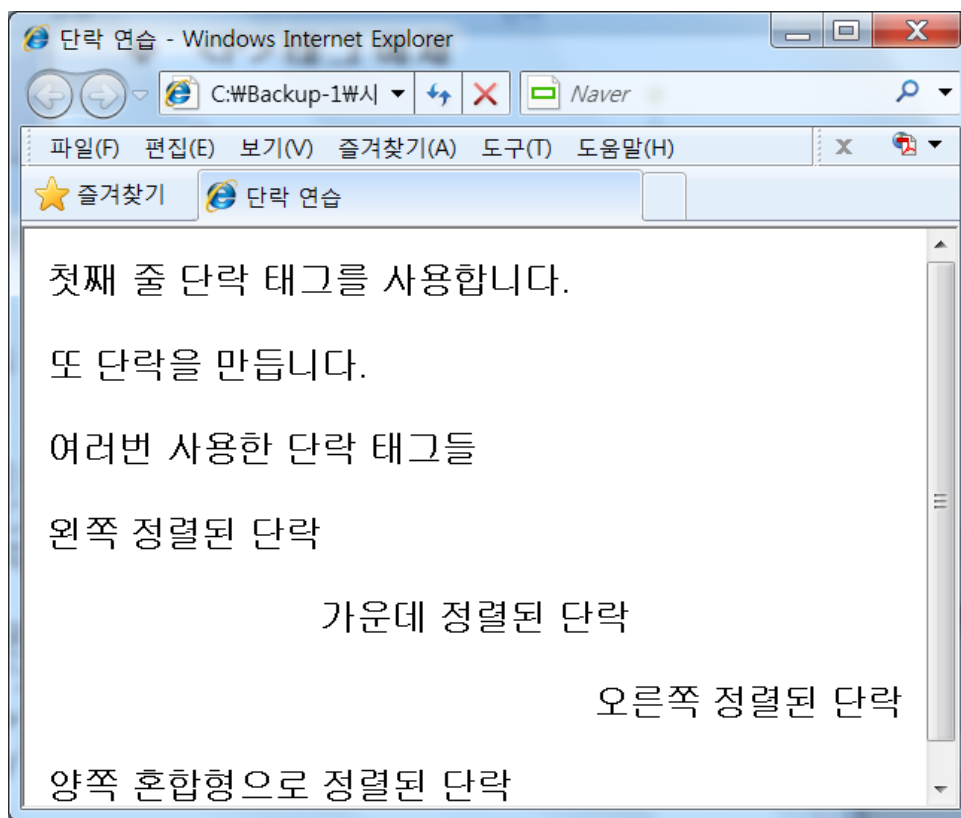 단락 연습 - Windows Internet Explorer
C:₩Backup-1₩시
Naver
파일(F) 편집(E) 보기(V) 즐겨찾기(A) 도구(T) 도움말(H)
x
즐겨찾기
단락 연습
첫째 줄 단락 태그를 사용합니다.
또 단락을 만듭니다.
여러번 사용한 단락 태그들
왼쪽 정렬된 단락
가운데 정렬된 단락
오른쪽 정렬된 단락
양쪽 혼합형으로 정렬된 단락